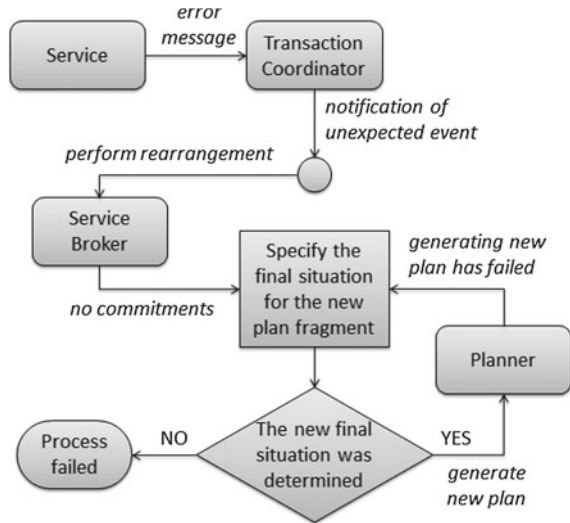 error
message
Service
Transaction
Coordinator
notification of
unexpected event
perform rearrangement
Service
Broker
no commitments
Specify the
final situation
for the new
plan fragment
generating new
plan has failed
Planner
The new final
situation was
determined
NO
YES
Process
failed
generate
new plan